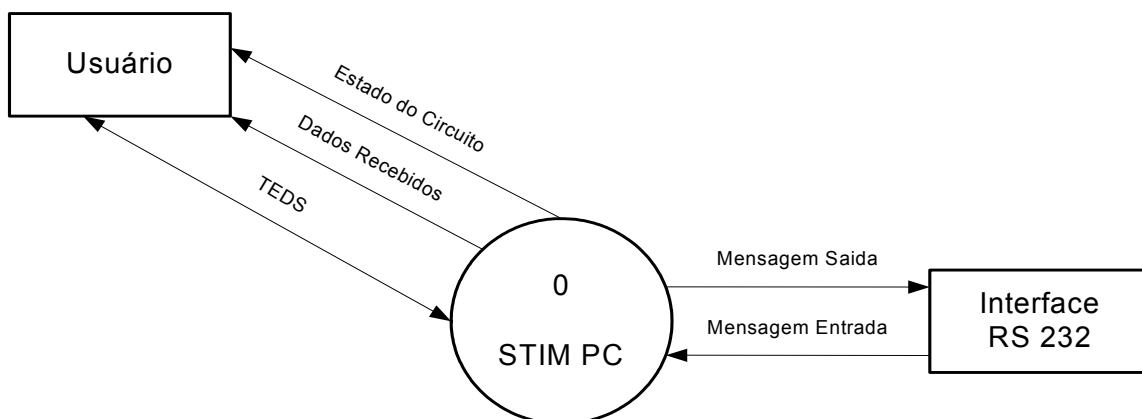 Usuário
Estado do Circuito
Dados Recebidos
TEDS
0
STIM PC
Mensagem Saida
Mensagem Entrada
Interface
RS 232